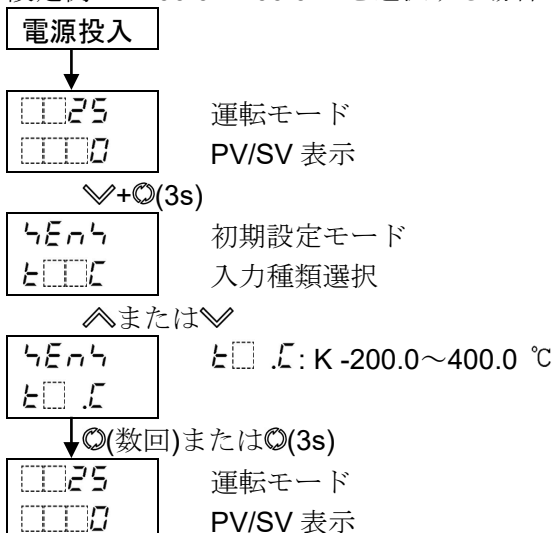 電源投入
□□25 運転モード
□□□0 PV/SV 表示
+(3s)
SEnS 初期設定モード
K□□C 入力種類選択
または
SEnS K□ .C: K -200.0～400.0 ℃
K□ .C
(数回)または(3s)
□□25 運転モード
□□□0 PV/SV 表示